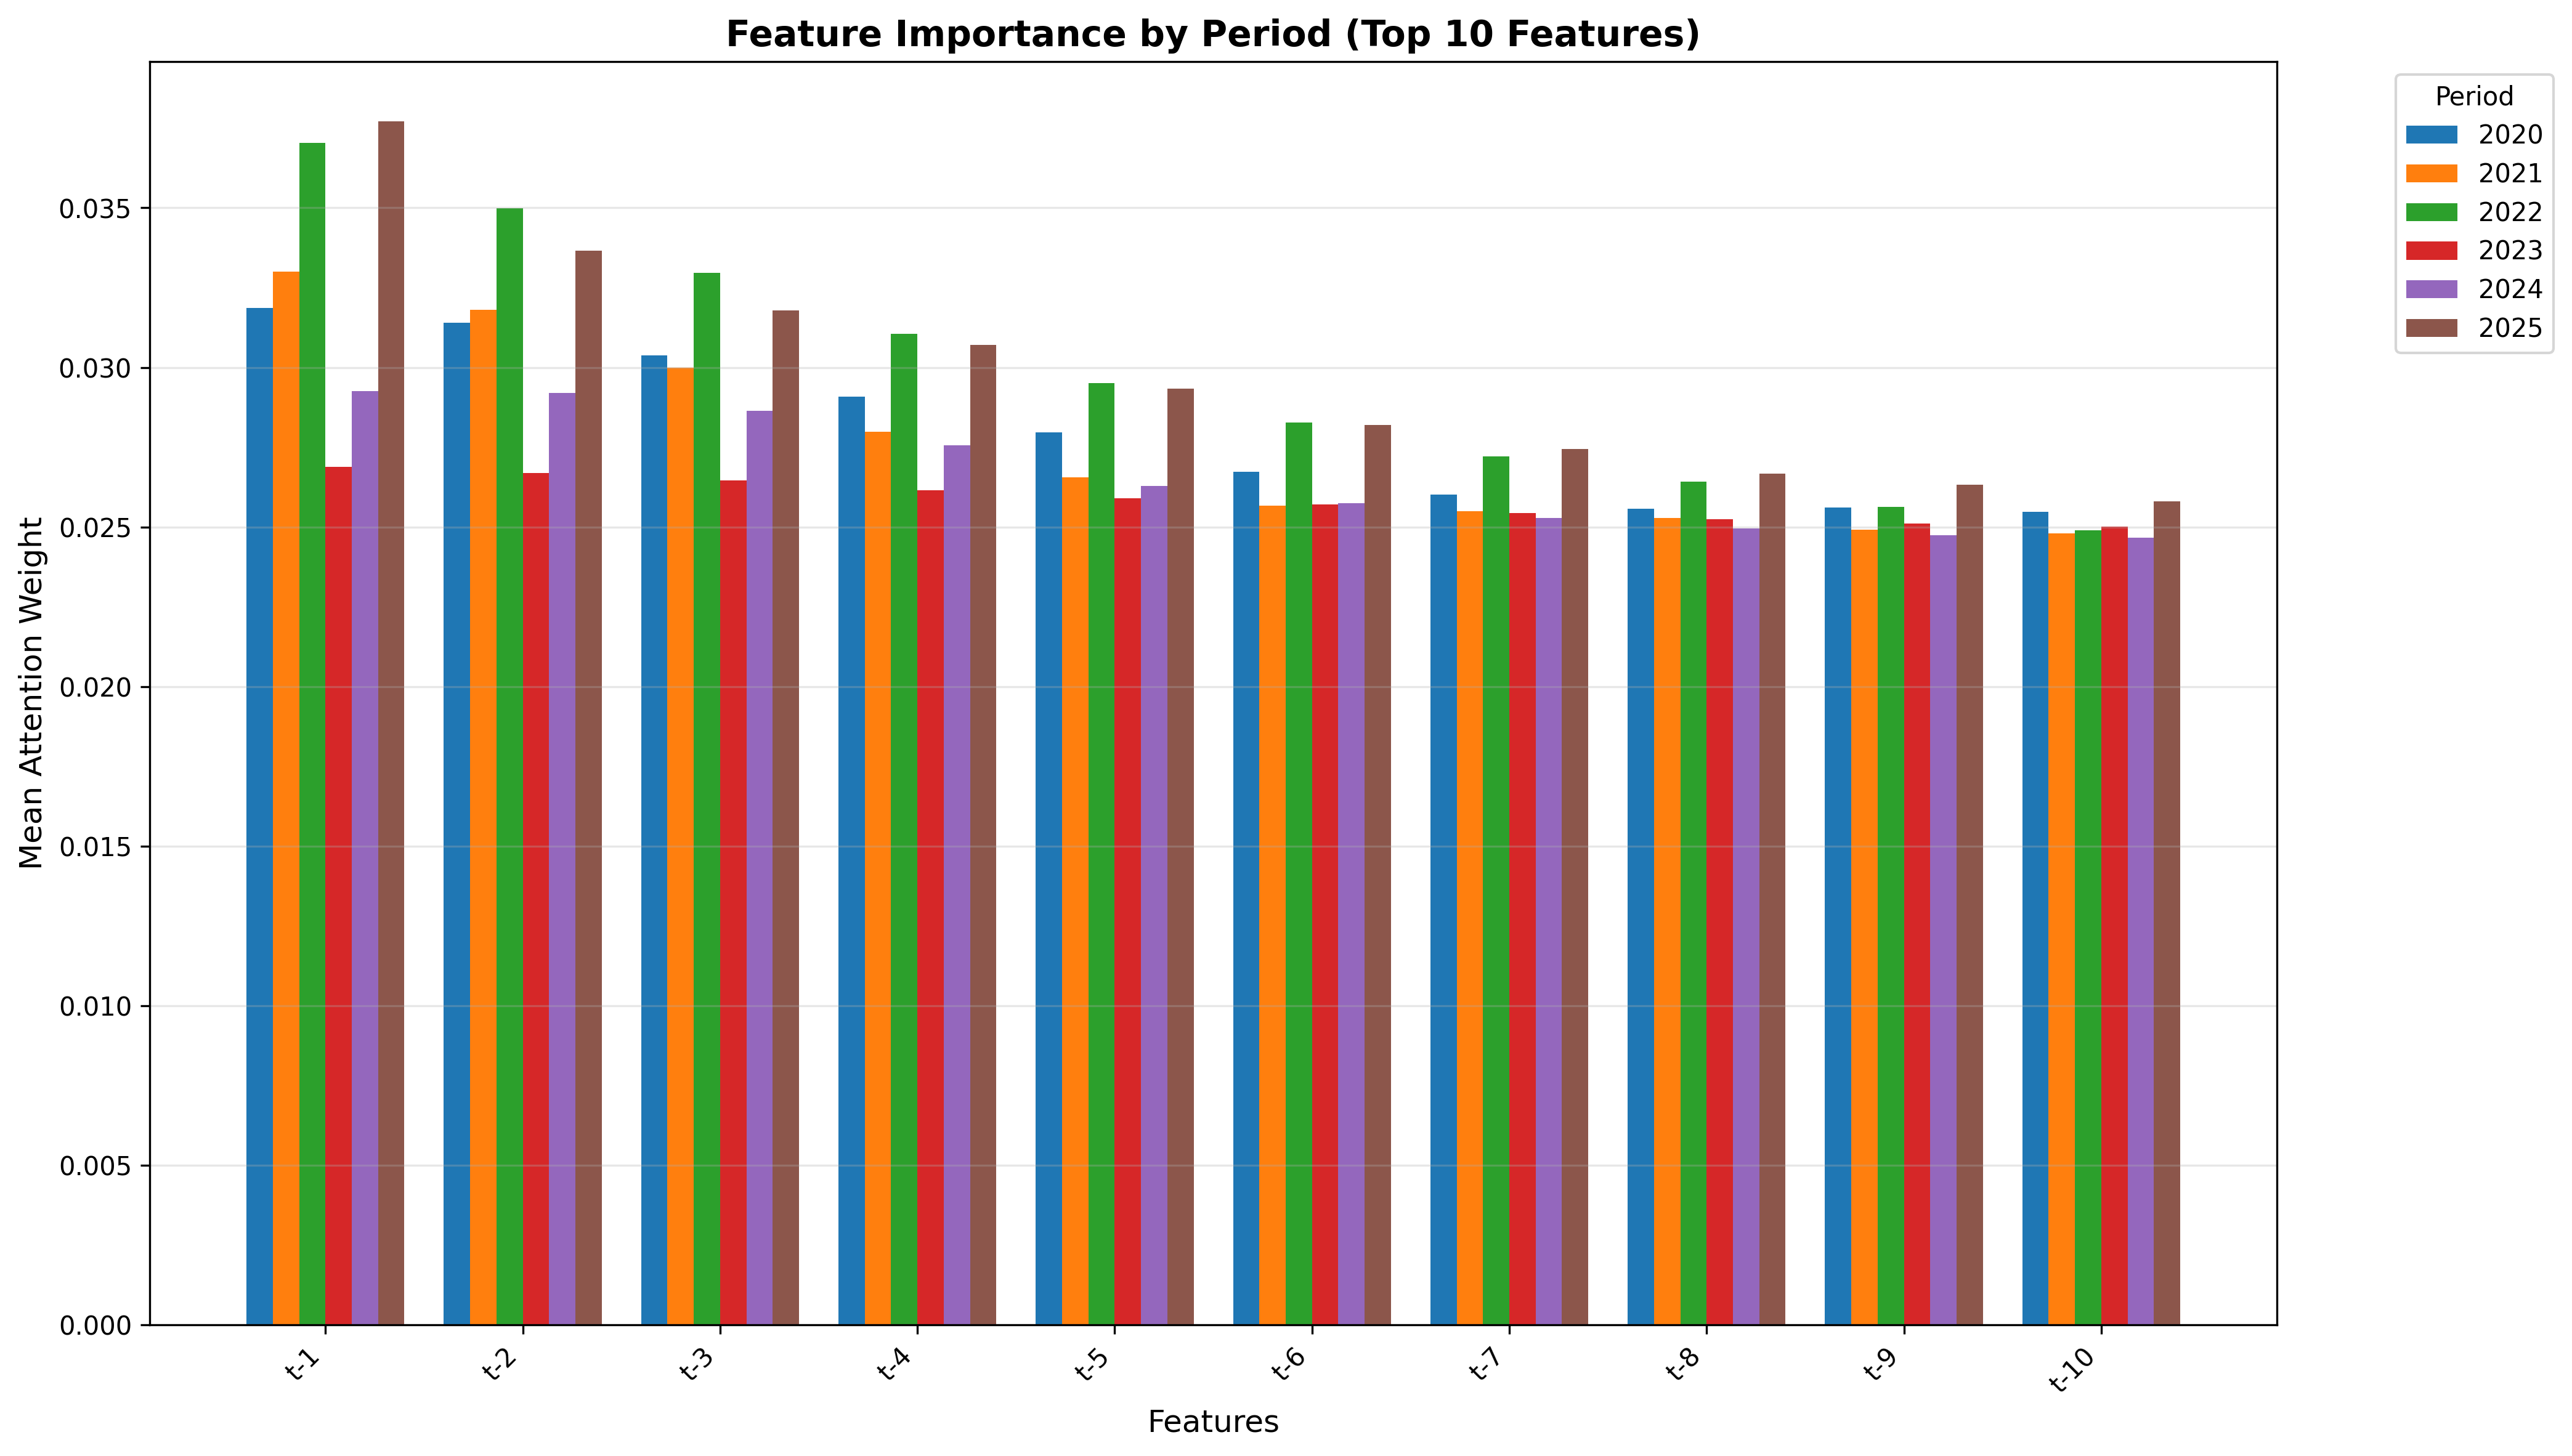 Feature Importance by Period (Top 10 Features)
Period
2020
2021
2022
2023
2024
2025
Mean Attention Weight
0.035
0.030
0.025
0.020
0.015
0.010
0.005
0.000
t-1
t-2
t-3
t-4
t-5
t-6
t-7
t-8
t-9
t-10
Features